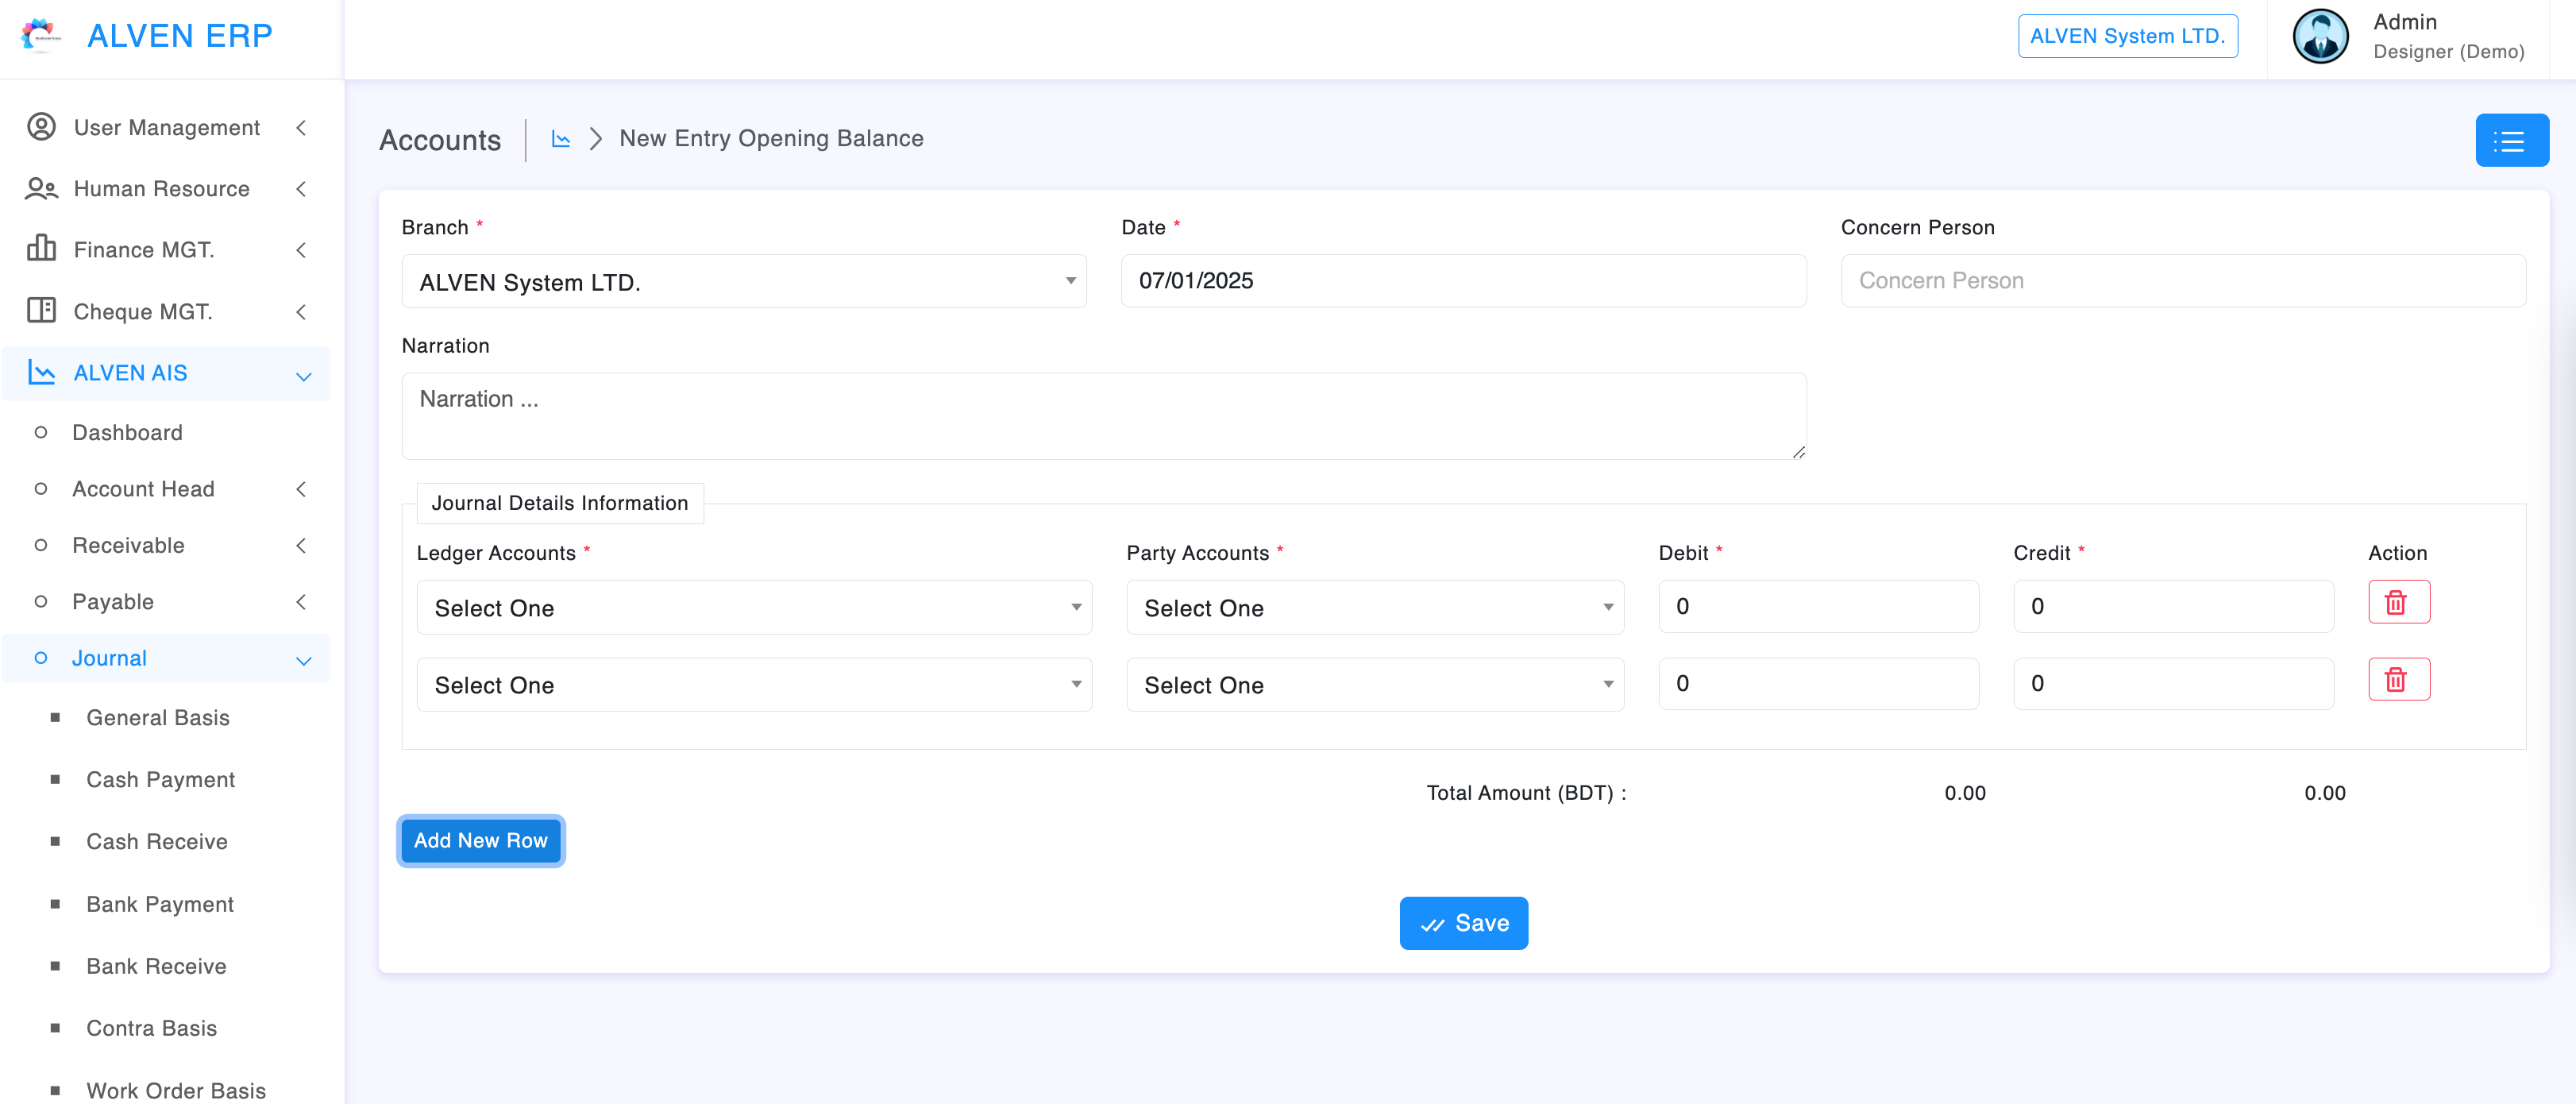 ALVEN ERP
ALVEN System LTD.
Admin
Designer (Demo)
User Management
Human Resource
Finance MGT.
Cheque MGT.
ALVEN AIS
Dashboard
Account Head
Receivable
Payable
Journal
General Basis
Cash Payment
Cash Receive
Bank Payment
Bank Receive
Contra Basis
Work Order Basis
Accounts
New Entry Opening Balance
Branch * Date * Concern Person
ALVEN System LTD. 07/01/2025 Concern Person
Narration
Narration ...
Journal Details Information
Ledger Accounts * Party Accounts * Debit * Credit * Action
Select One Select One 0 0
Select One Select One 0 0
Total Amount (BDT) : 0.00 0.00
Add New Row
Save